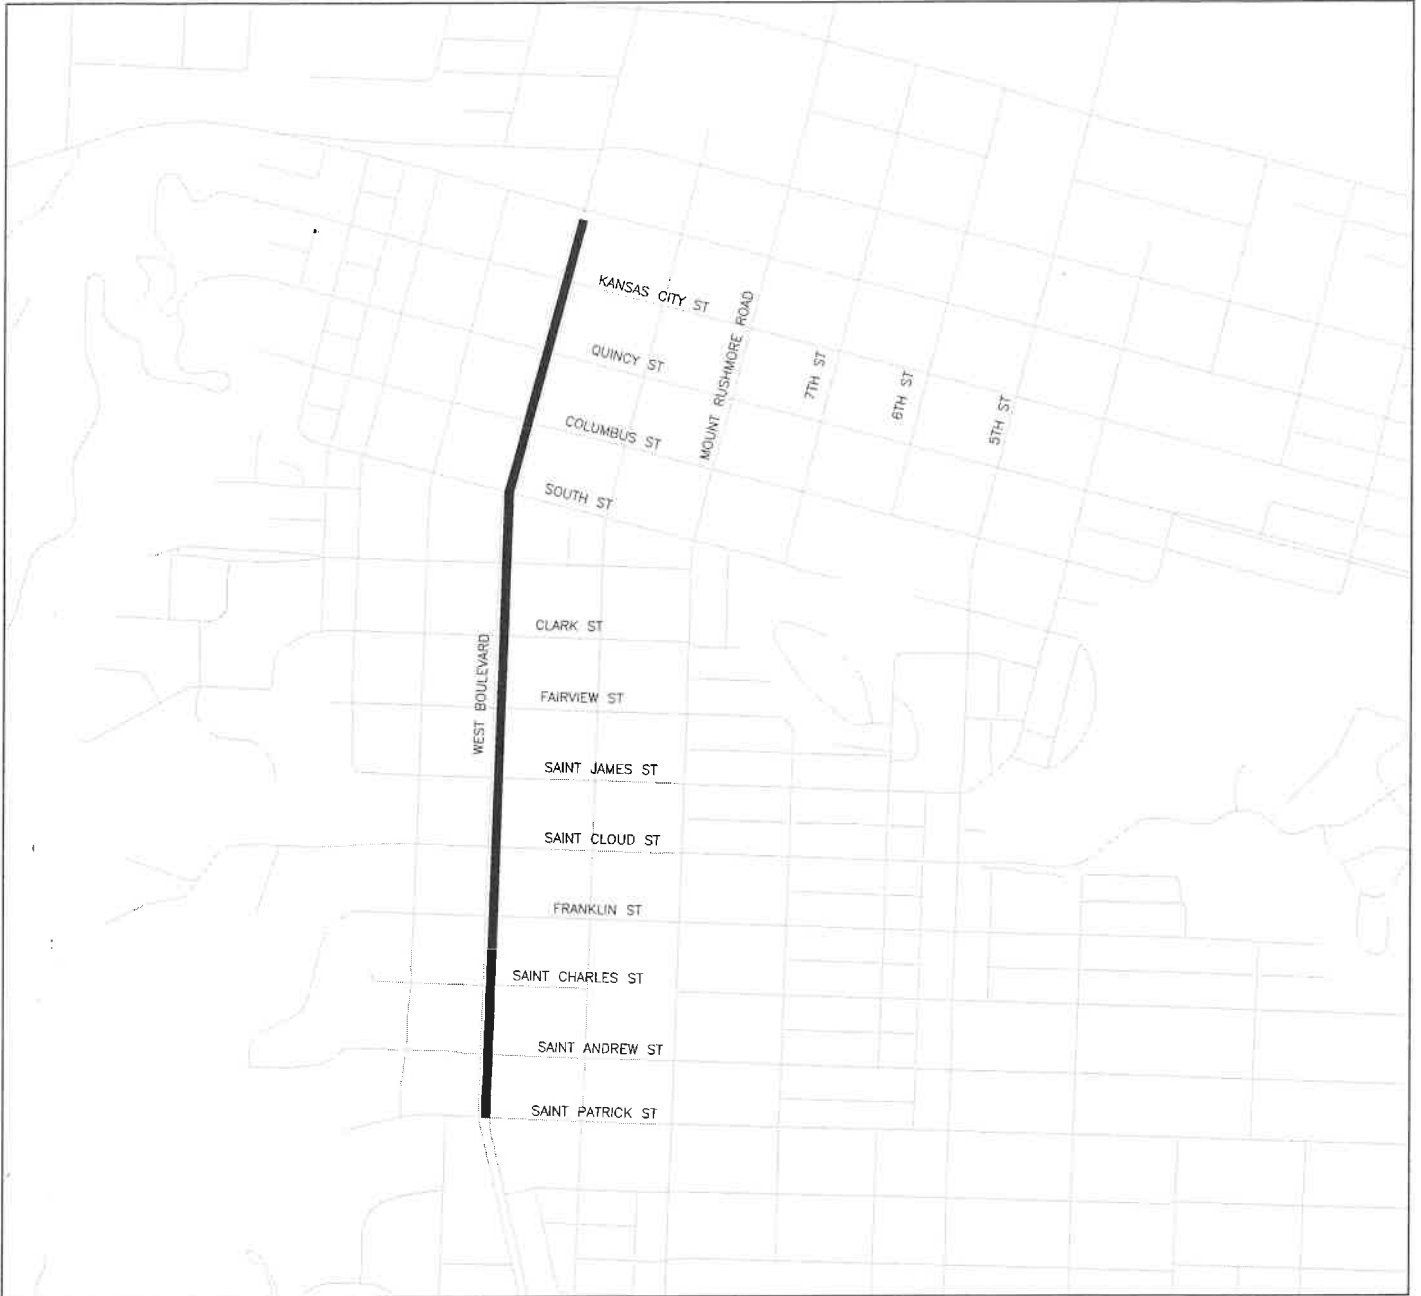 KANSAS CITY ST
MOUNT RUSHMORE ROAD
QUINCY ST
7TH ST
6TH ST
5TH ST
COLUMBUS ST
SOUTH ST
CLARK ST
WEST BOULEVARD
FAIRVIEW ST
SAINT JAMES ST
SAINT CLOUD ST
FRANKLIN ST
SAINT CHARLES ST
SAINT ANDREW ST
SAINT PATRICK ST